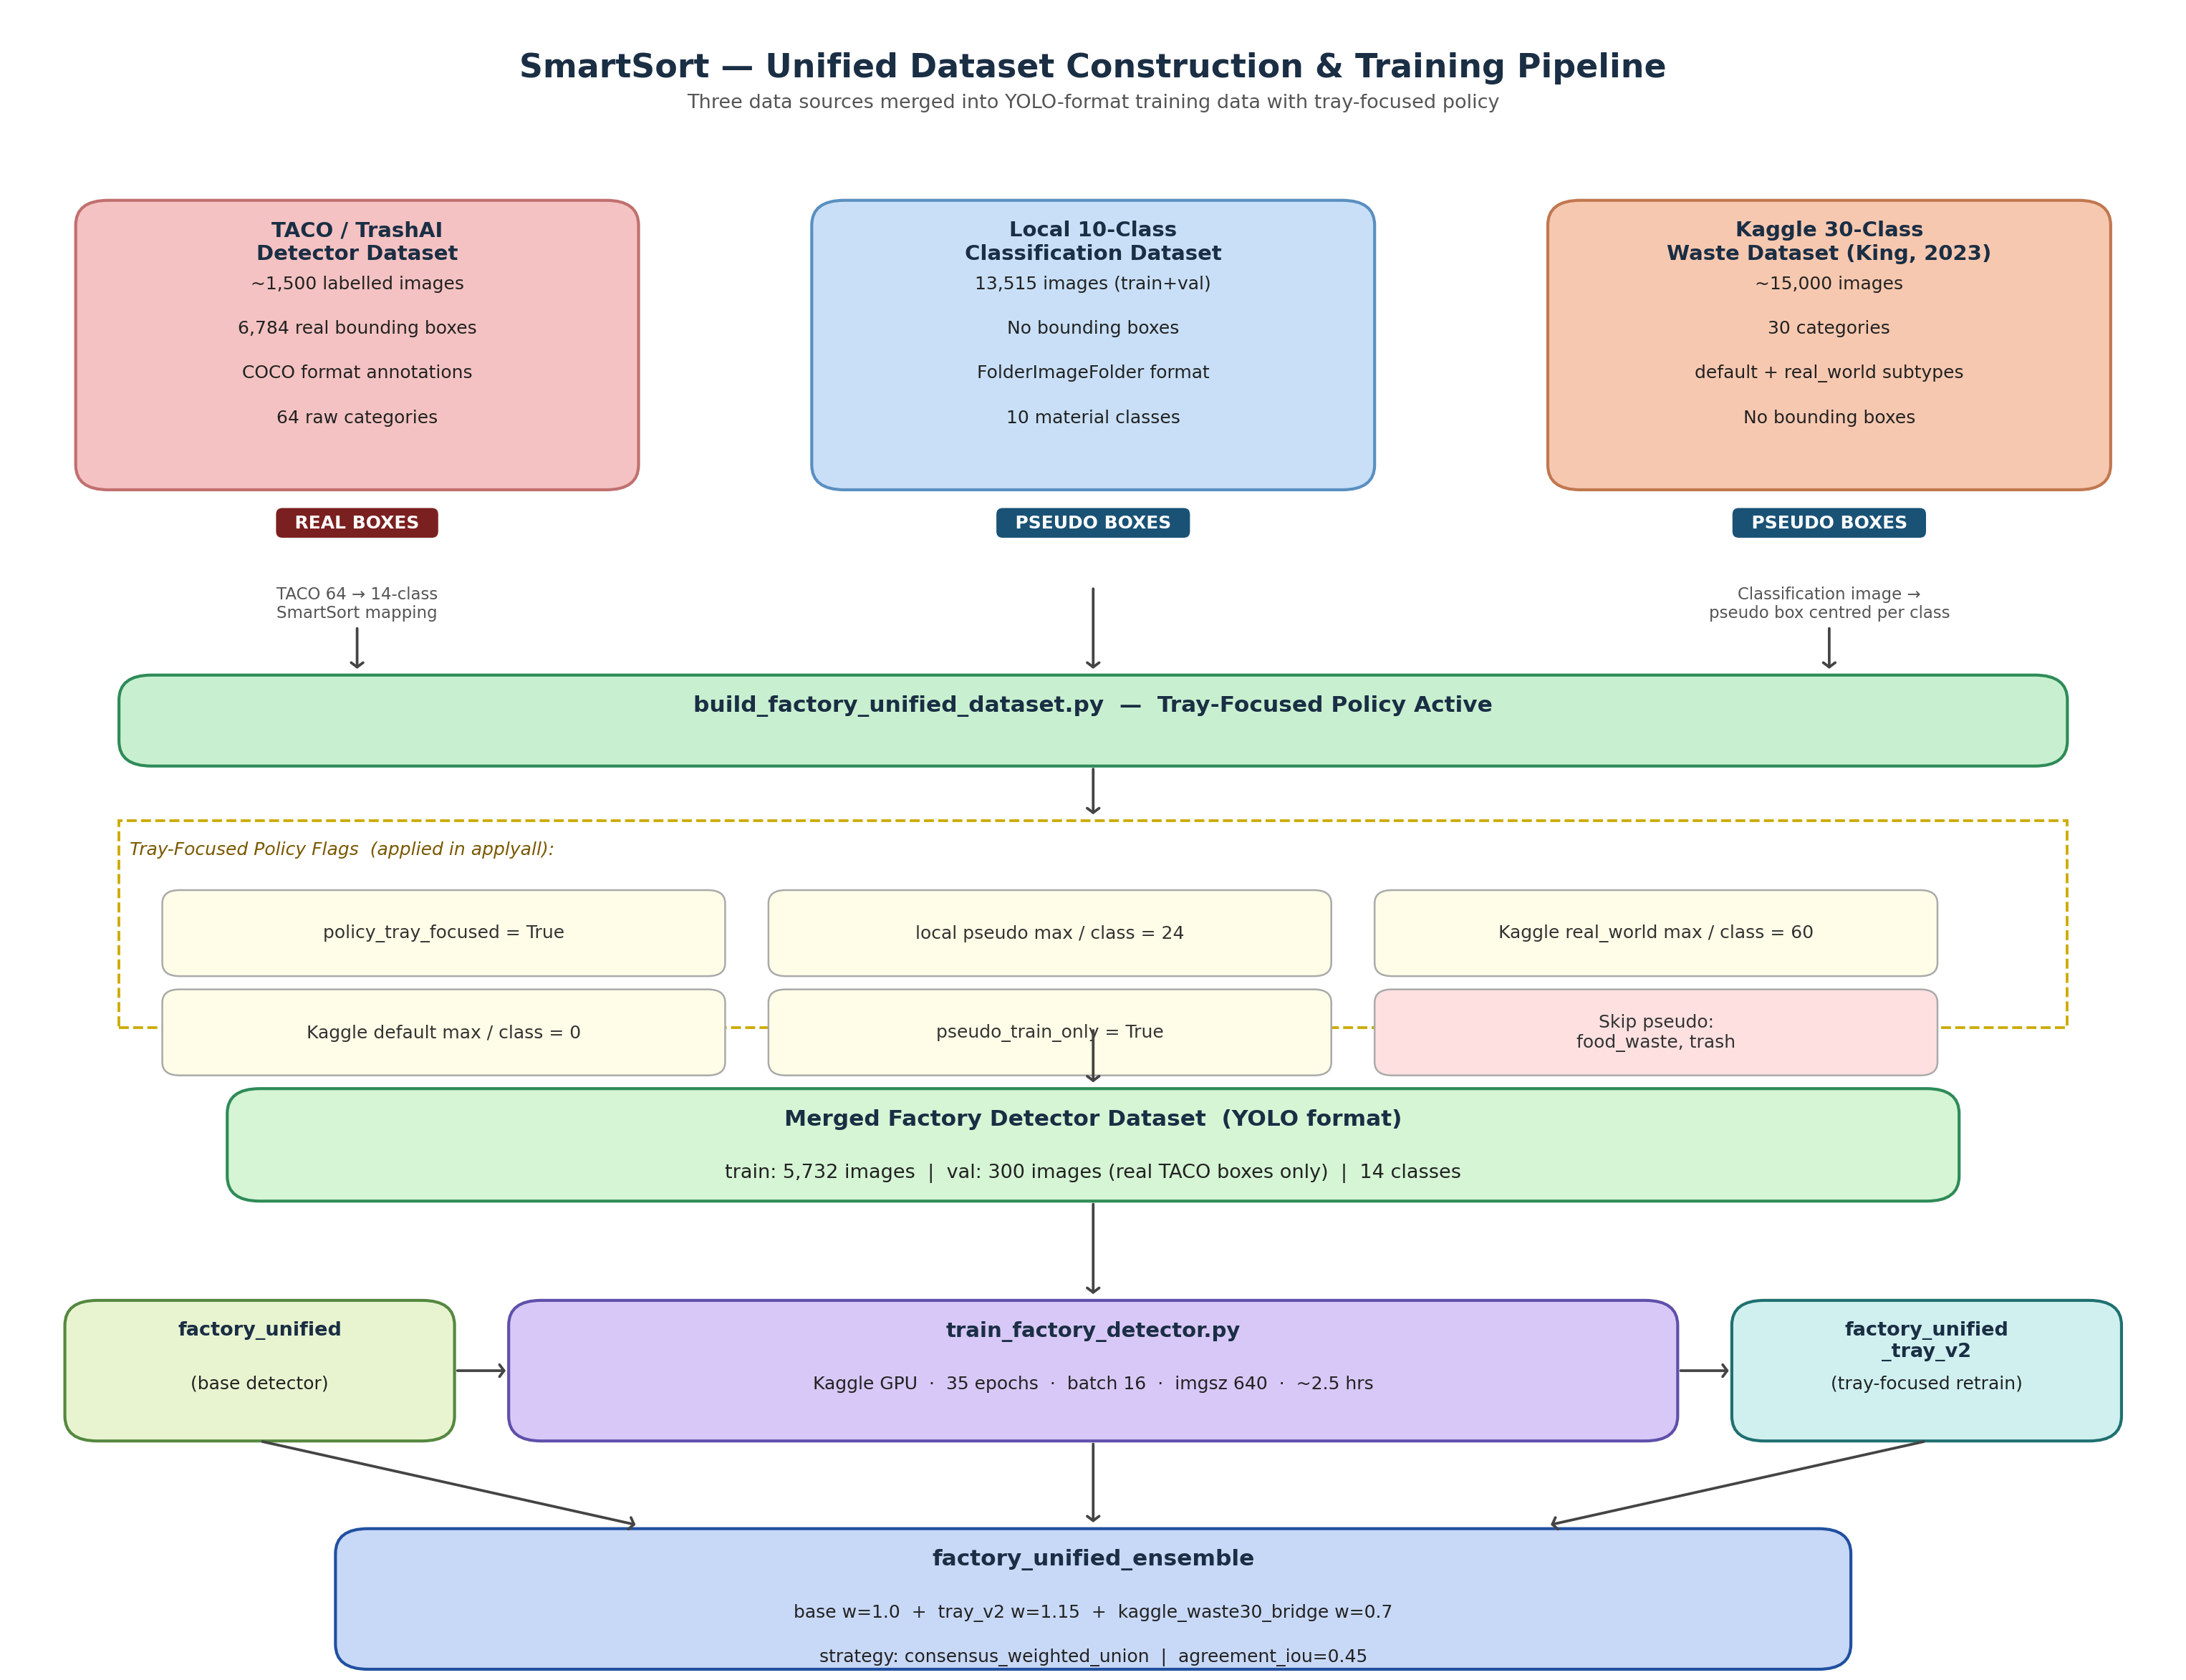 SmartSort — Unified Dataset Construction & Training Pipeline
Three data sources merged into YOLO-format training data with tray-focused policy
TACO / TrashAI
Detector Dataset
~1,500 labelled images
6,784 real bounding boxes
COCO format annotations
64 raw categories
Local 10-Class
Classification Dataset
13,515 images (train+val)
No bounding boxes
FolderImageFolder format
10 material classes
Kaggle 30-Class
Waste Dataset (King, 2023)
~15,000 images
30 categories
default + real_world subtypes
No bounding boxes
REAL BOXES
PSEUDO BOXES
PSEUDO BOXES
TACO 64 → 14-class
SmartSort mapping
Classification image →
pseudo box centred per class
build_factory_unified_dataset.py — Tray-Focused Policy Active
Tray-Focused Policy Flags (applied in applyall):
policy_tray_focused = True
local pseudo max / class = 24
Kaggle real_world max / class = 60
Kaggle default max / class = 0
pseudo_train_only = True
Skip pseudo:
food_waste, trash
Merged Factory Detector Dataset (YOLO format)
train: 5,732 images | val: 300 images (real TACO boxes only) | 14 classes
factory_unified
(base detector)
train_factory_detector.py
Kaggle GPU · 35 epochs · batch 16 · imgsz 640 · ~2.5 hrs
factory_unified
_tray_v2
(tray-focused retrain)
factory_unified_ensemble
base w=1.0 + tray_v2 w=1.15 + kaggle_waste30_bridge w=0.7
strategy: consensus_weighted_union | agreement_iou=0.45